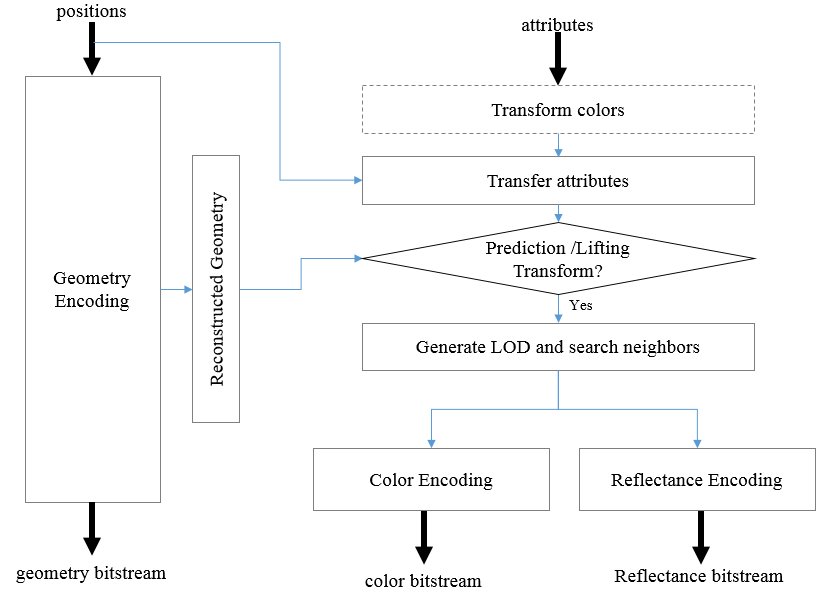 positions
attributes
Transform colors
Transfer attributes
Prediction /Lifting
Transform?
Geometry
Encoding
Reconstructed Geometry
Yes
Generate LOD and search neighbors
Color Encoding
Reflectance Encoding
geometry bitstream
color bitstream
Reflectance bitstream